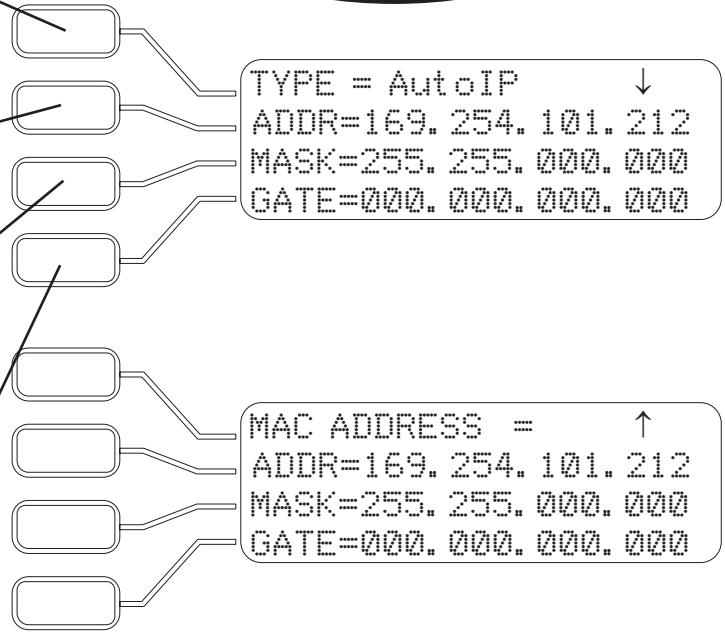 TYPE = AutoIP ↓
ADDR=169.254.101.212
MASK=255.255.000.000
GATE=000.000.000.000
MAC ADDRESS = ↑
ADDR=169.254.101.212
MASK=255.255.000.000
GATE=000.000.000.000